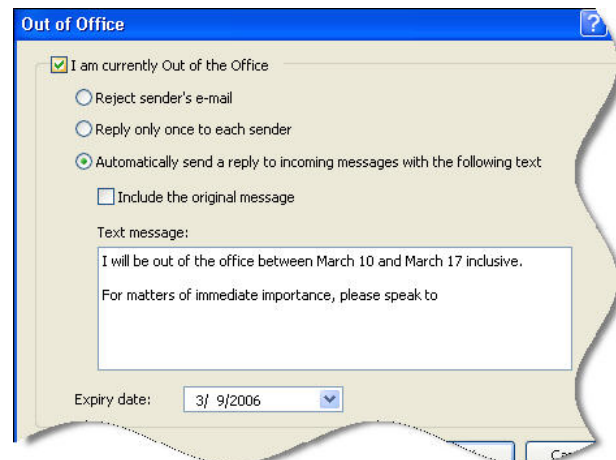 Out of Office
I am currently Out of the Office
Reject sender's e-mail
Reply only once to each sender
Automatically send a reply to incoming messages with the following text
Include the original message
Text message:
I will be out of the office between March 10 and March 17 inclusive.
For matters of immediate importance, please speak to
Expiry date: 3/ 9/2006